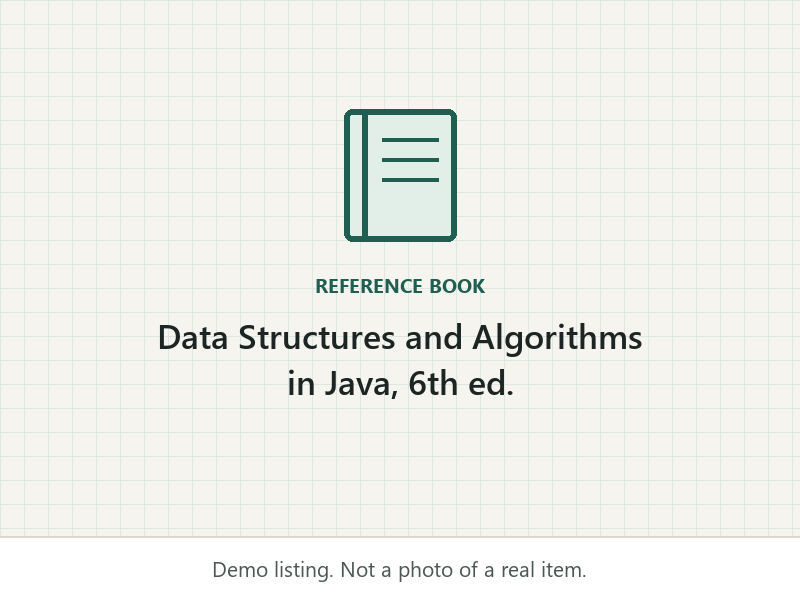 REFERENCE BOOK
Data Structures and Algorithms
in Java, 6th ed.
Demo listing. Not a photo of a real item.